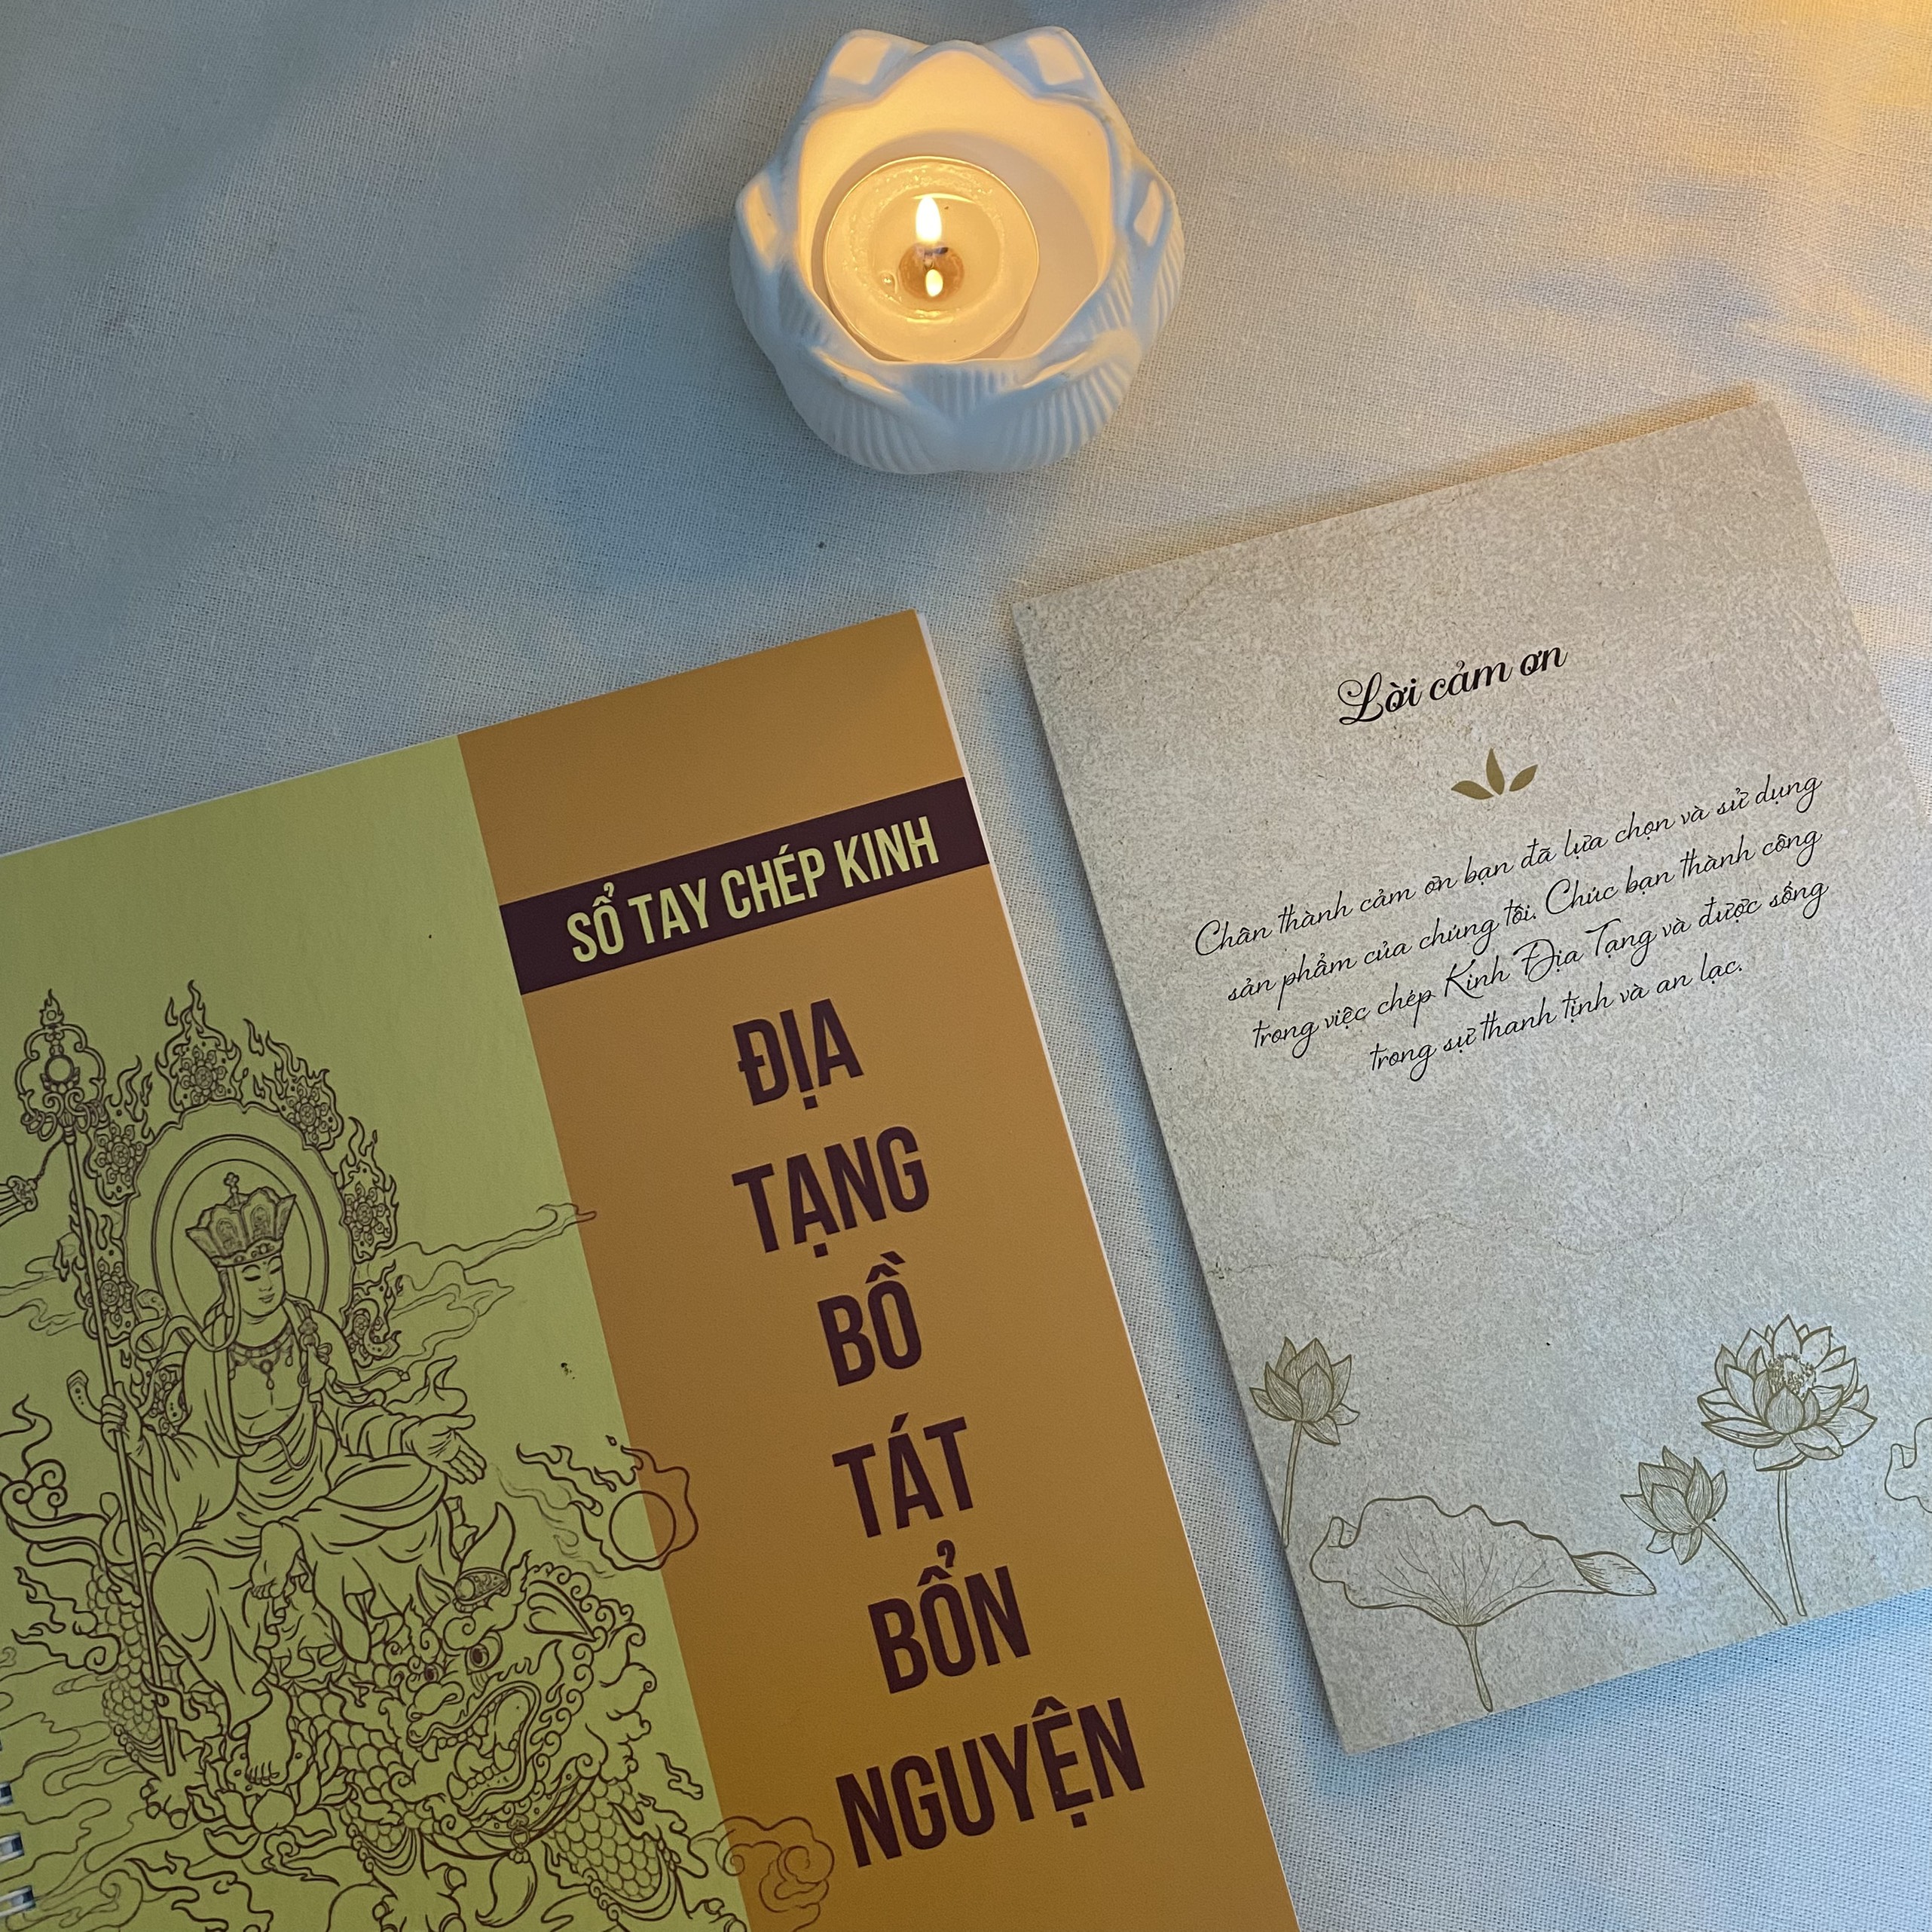 SỔ TAY CHÉP KINH
ĐỊA
TẠNG
BỒ
TÁT
BỔN
NGUYỆN
Lời cảm ơn
Chân thành cảm ơn bạn đã lựa chọn và sử dụng
sản phẩm của chúng tôi. Chúc bạn thành công
trong việc chép Kinh Địa Tạng và được sống
trong sự thanh tịnh và an lạc.